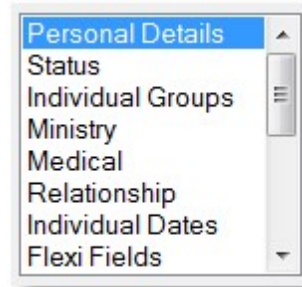 Personal Details
Status
Individual Groups
Ministry
Medical
Relationship
Individual Dates
Flexi Fields